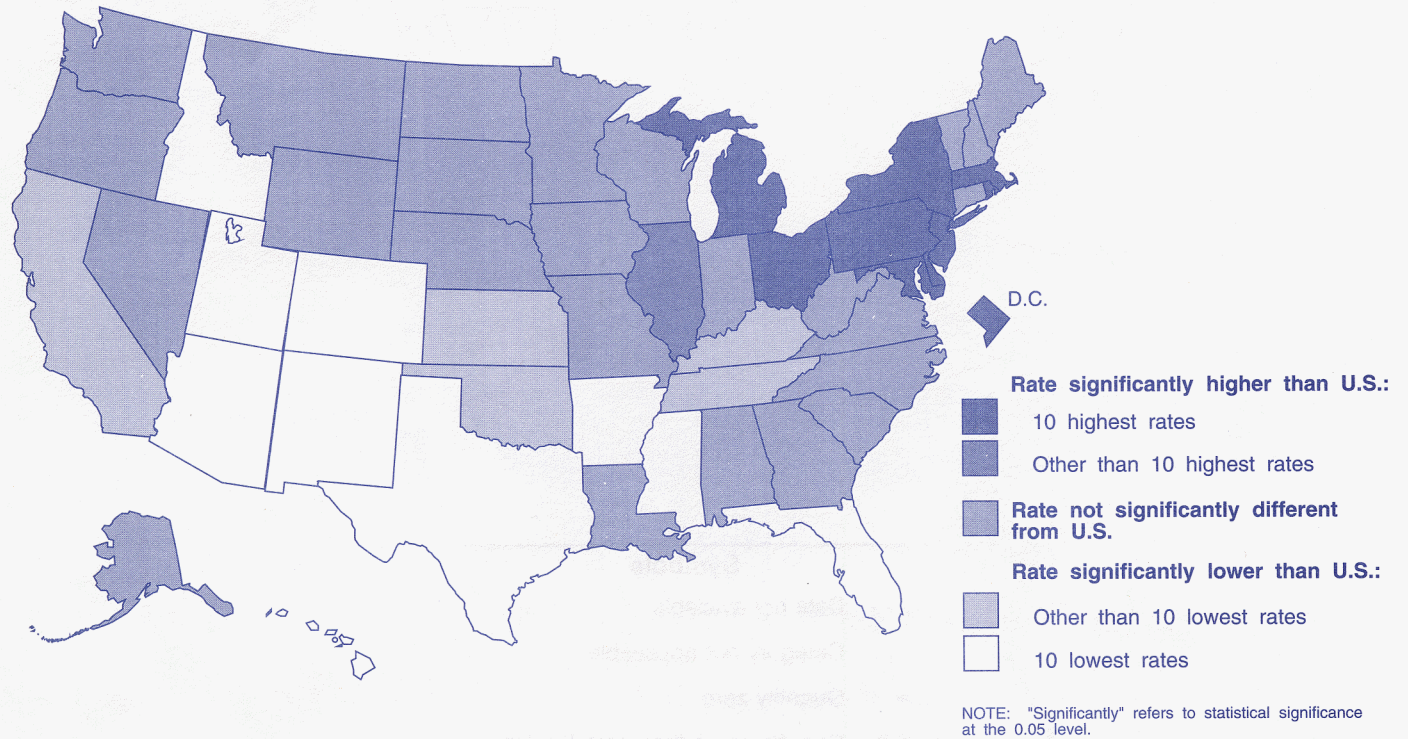 D.C.
Rate significantly higher than U.S.:
10 highest rates
Other than 10 highest rates
Rate not significantly different
from U.S.
Rate significantly lower than U.S.:
Other than 10 lowest rates
10 lowest rates
NOTE: "Significantly" refers to statistical significance
at the 0.05 level.